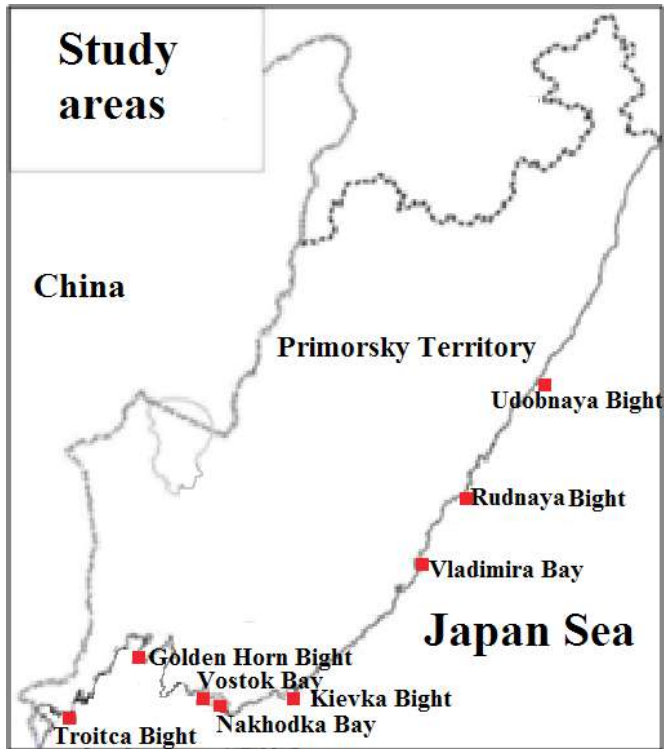 Study
areas
China
Primorsky Territory
Udobnaya Bight
Rudnaya Bight
Vladimira Bay
Japan Sea
Golden Horn Bight
Vostok Bay
Kievka Bight
Nakhodka Bay
Troitca Bight